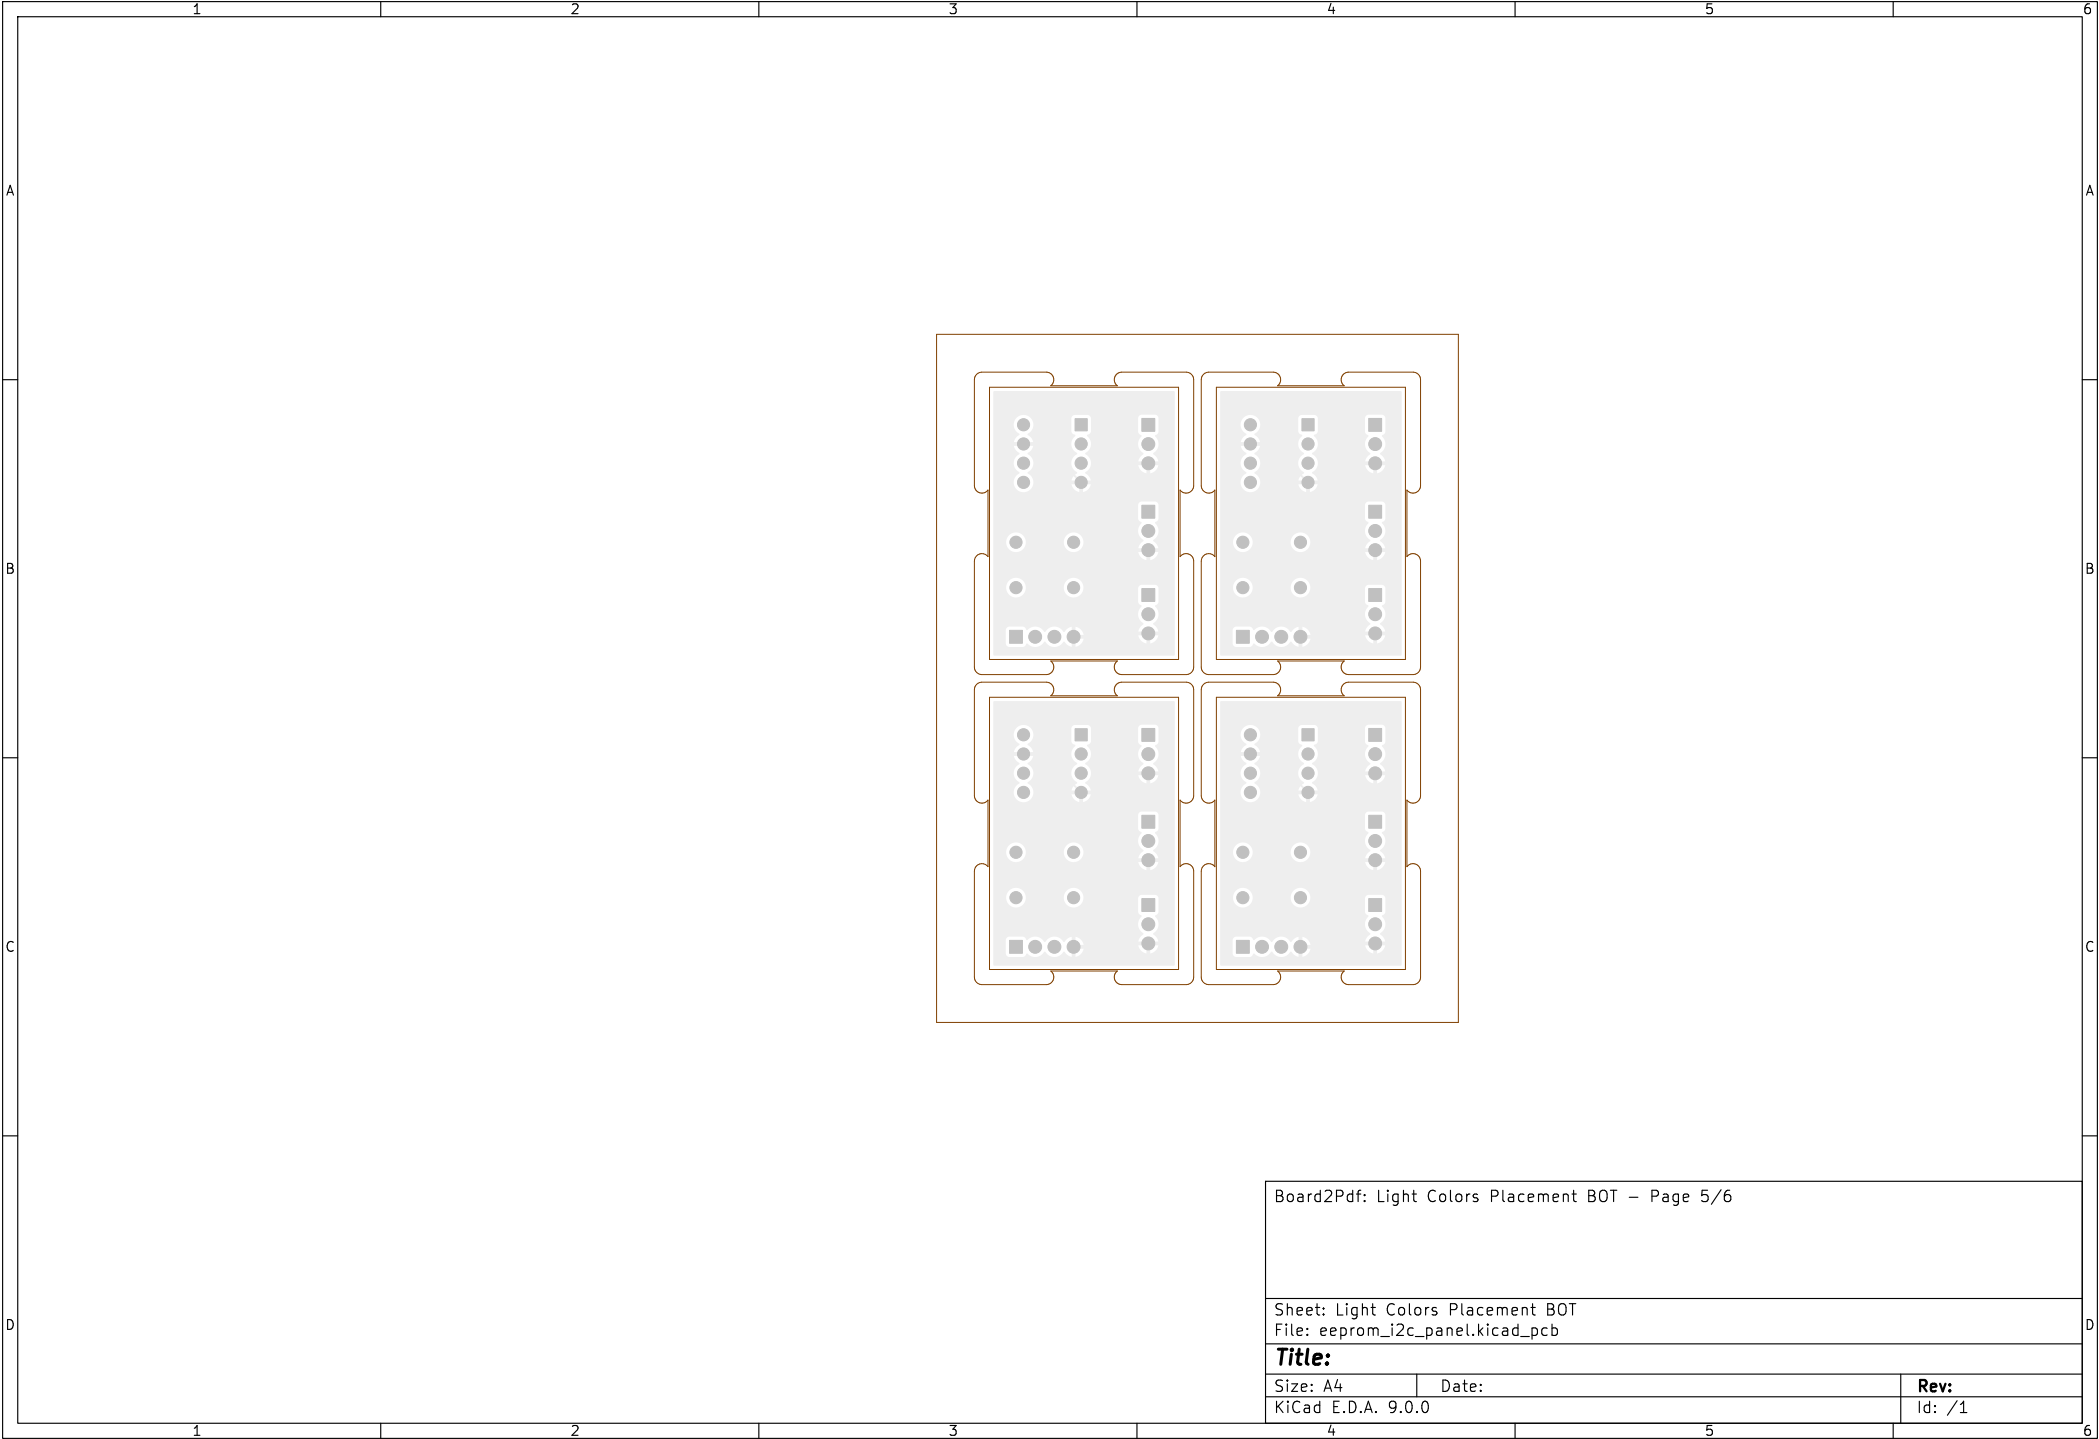 1 2 3 4 5 6
A A
B B
C C
Board2Pdf: Light Colors Placement BOT – Page 5/6
Sheet: Light Colors Placement BOT
File: eeprom_i2c_panel.kicad_pcb
D D
Title:
Size: A4 Date: Rev:
KiCad E.D.A. 9.0.0 Id: /1
1 2 3 4 5 6